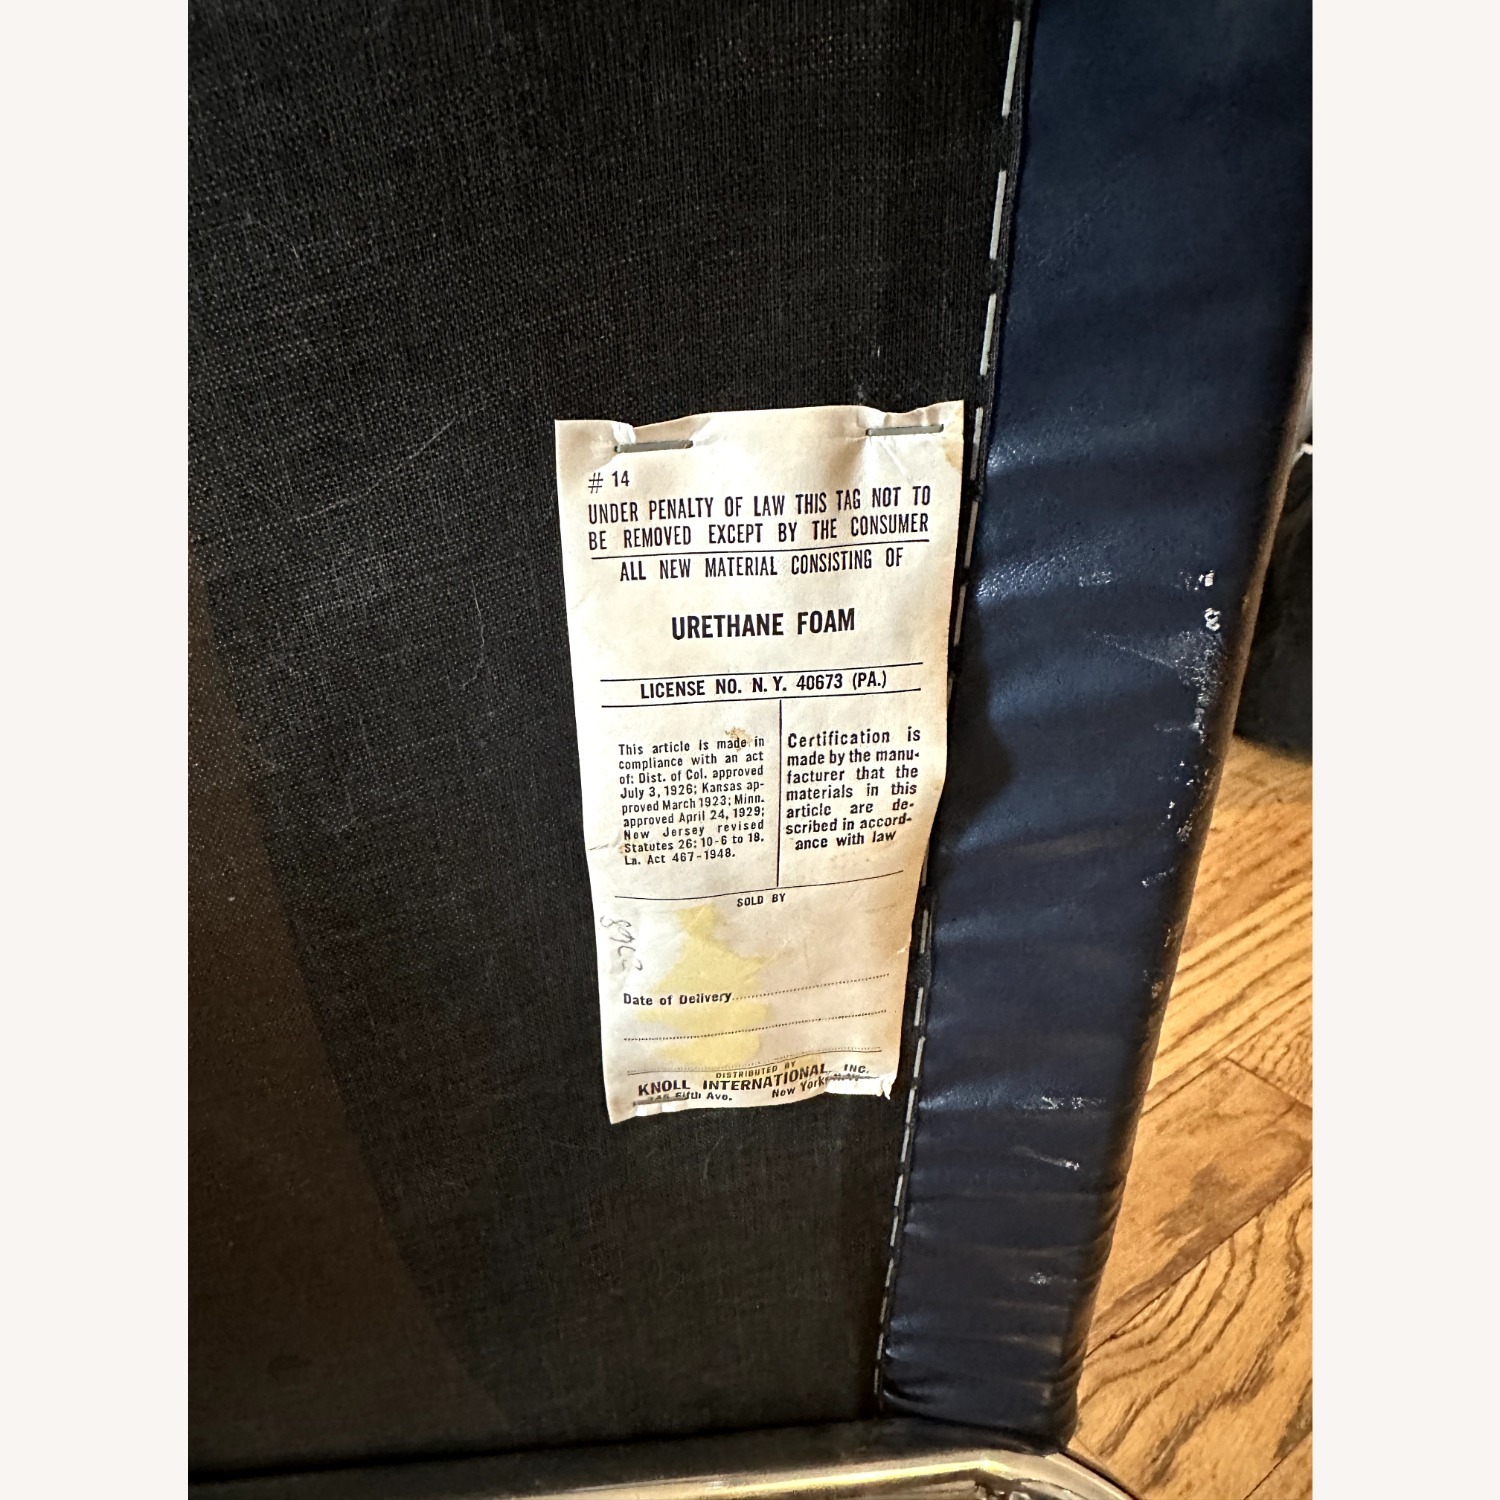 # 14
UNDER PENALTY OF LAW THIS TAG NOT TO
BE REMOVED EXCEPT BY THE CONSUMER
ALL NEW MATERIAL CONSISTING OF
URETHANE FOAM
LICENSE NO. N.Y. 40673 (PA.)
This article is made in
compliance with an act
of: Dist. of Col. approved
July 3, 1926; Kansas ap-
proved March 1923; Minn.
approved April 24, 1929;
New Jersey revised
Statutes 26: 10-6 to 18.
La. Act 467-1948.
Certification is
made by the manu-
facturer that the
materials in this
article are de-
scribed in accord-
ance with law
SOLD BY
Date of Delivery
DISTRIBUTED BY
KNOLL INTERNATIONAL, INC.
Fifth Ave. New York